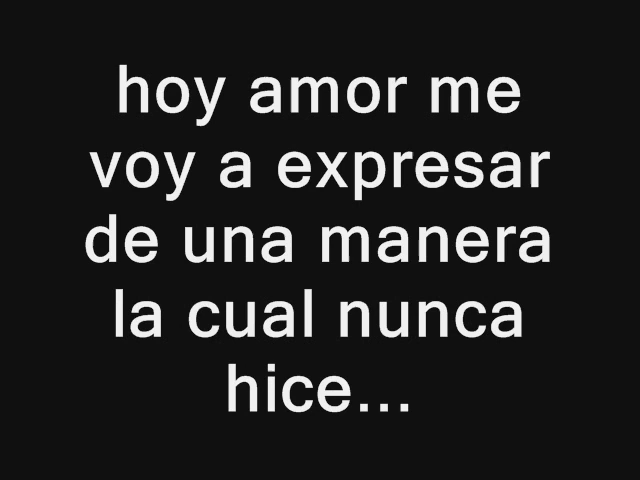 hoy amor me
voy a expresar
de una manera
la cual nunca
hice...